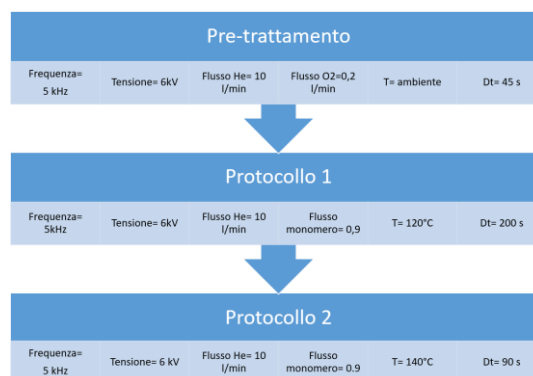 Pre-trattamento
Frequenza=
5 kHz
Tensione= 6kV
Flusso He= 10
l/min
Flusso O2=0,2
l/min
T= ambiente
Dt= 45 s
Protocollo 1
Frequenza=
5kHz
Tensione= 6kV
Flusso He= 10
l/min
Flusso
monomero= 0,9
T= 120°C
Dt= 200 s
Protocollo 2
Frequenza=
5 kHz
Tensione= 6 kV
Flusso He= 10
l/min
Flusso
monomero= 0.9
T= 140°C
Dt= 90 s